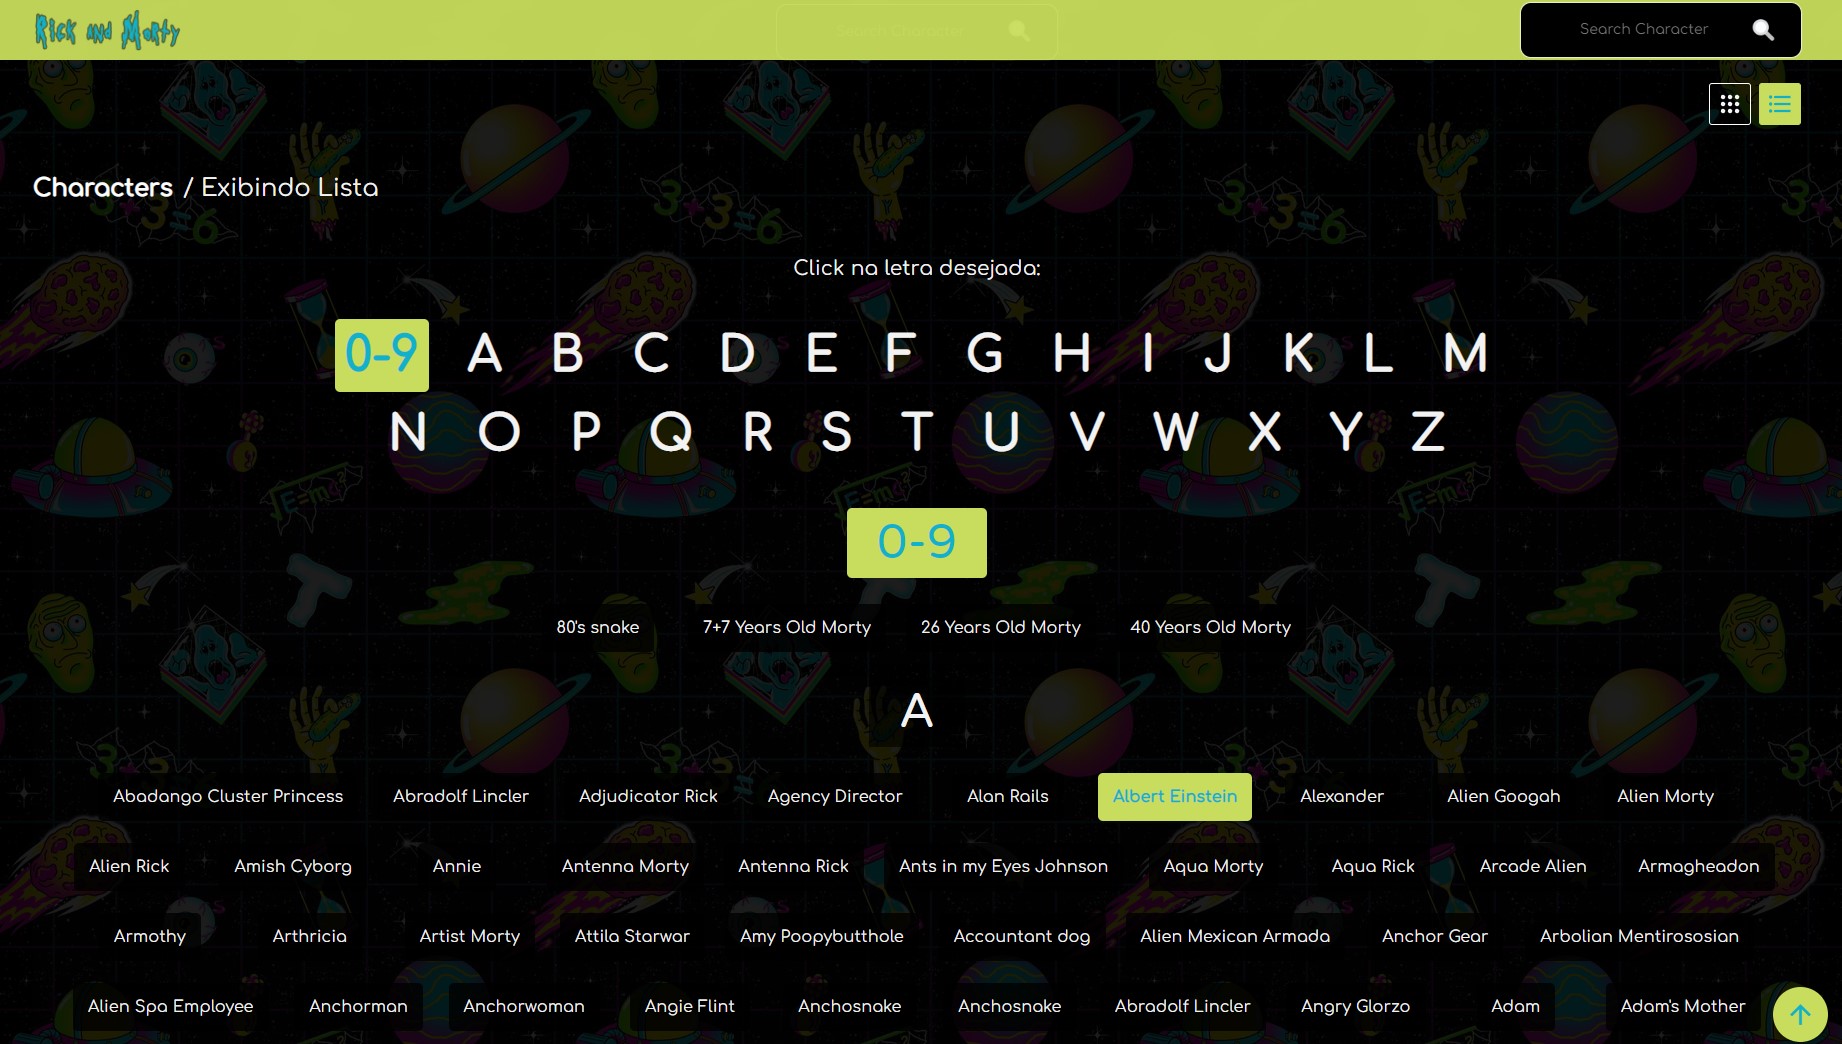 Rick and Morty
Search Character
Search Character
Characters / Exibindo Lista
Click na letra desejada:
0-9 A B C D E F G H I J K L M
N O P Q R S T U V W X Y Z
0-9
80's snake 7+7 Years Old Morty 26 Years Old Morty 40 Years Old Morty
A
Abadango Cluster Princess Abradolf Lincler Adjudicator Rick Agency Director Alan Rails Albert Einstein Alexander Alien Googah Alien Morty
Alien Rick Amish Cyborg Annie Antenna Morty Antenna Rick Ants in my Eyes Johnson Aqua Morty Aqua Rick Arcade Alien Armagheadon
Armothy Arthricia Artist Morty Attila Starwar Amy Poopybutthole Accountant dog Alien Mexican Armada Anchor Gear Arbolian Mentirososian
Alien Spa Employee Anchorman Anchorwoman Angie Flint Anchosnake Anchosnake Abradolf Lincler Angry Glorzo Adam Adam's Mother